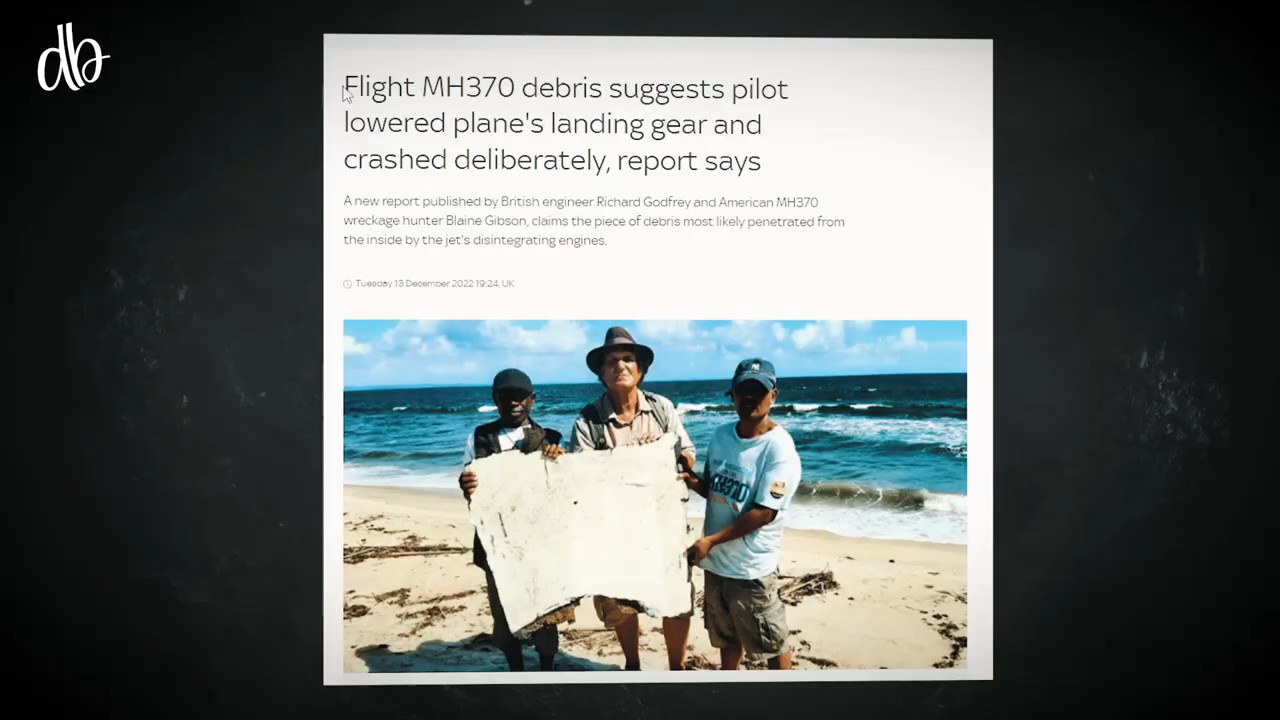 db
Flight MH370 debris suggests pilot
lowered plane's landing gear and
crashed deliberately, report says
A new report published by British engineer Richard Godfrey and American MH370
wreckage hunter Blaine Gibson, claims the piece of debris most likely penetrated from
the inside by the jet's disintegrating engines.
Tuesday 13 December 2022 19:24, UK